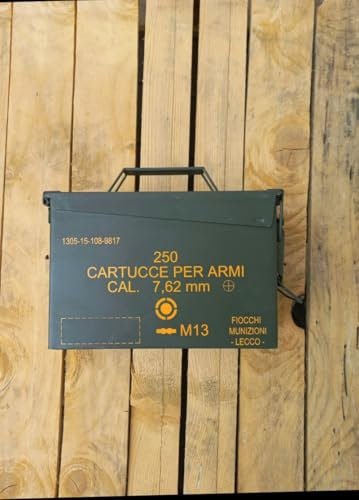 1305-15-108-9817
250
CARTUCCE PER ARMI
CAL. 7,62 mm
M13
FIOCCHI
MUNIZIONI
- LECCO -